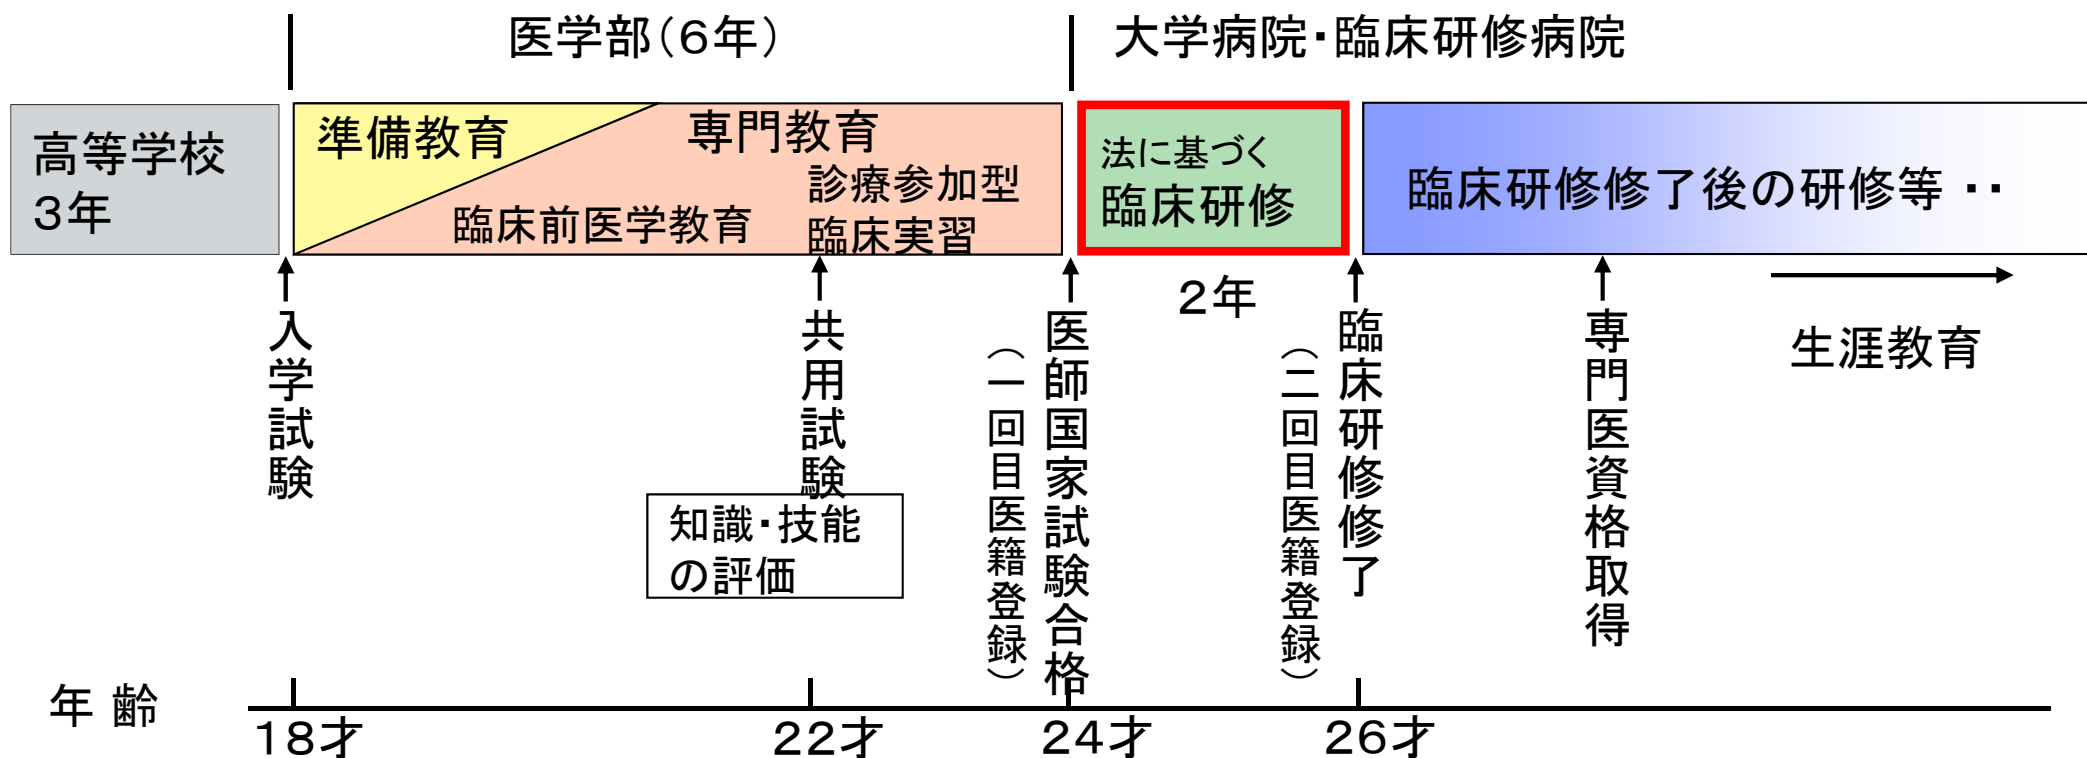 医学部(6年)
大学病院・臨床研修病院
高等学校
3年
準備教育
専門教育
診療参加型
臨床実習
臨床前医学教育
法に基づく
臨床研修
臨床研修修了後の研修等 ・・
2年
入学試験
共用試験
知識・技能
の評価
医師国家試験合格
(一回目医籍登録)
臨床研修修了
(二回目医籍登録)
専門医資格取得
生涯教育
年 齢
18才
22才
24才
26才